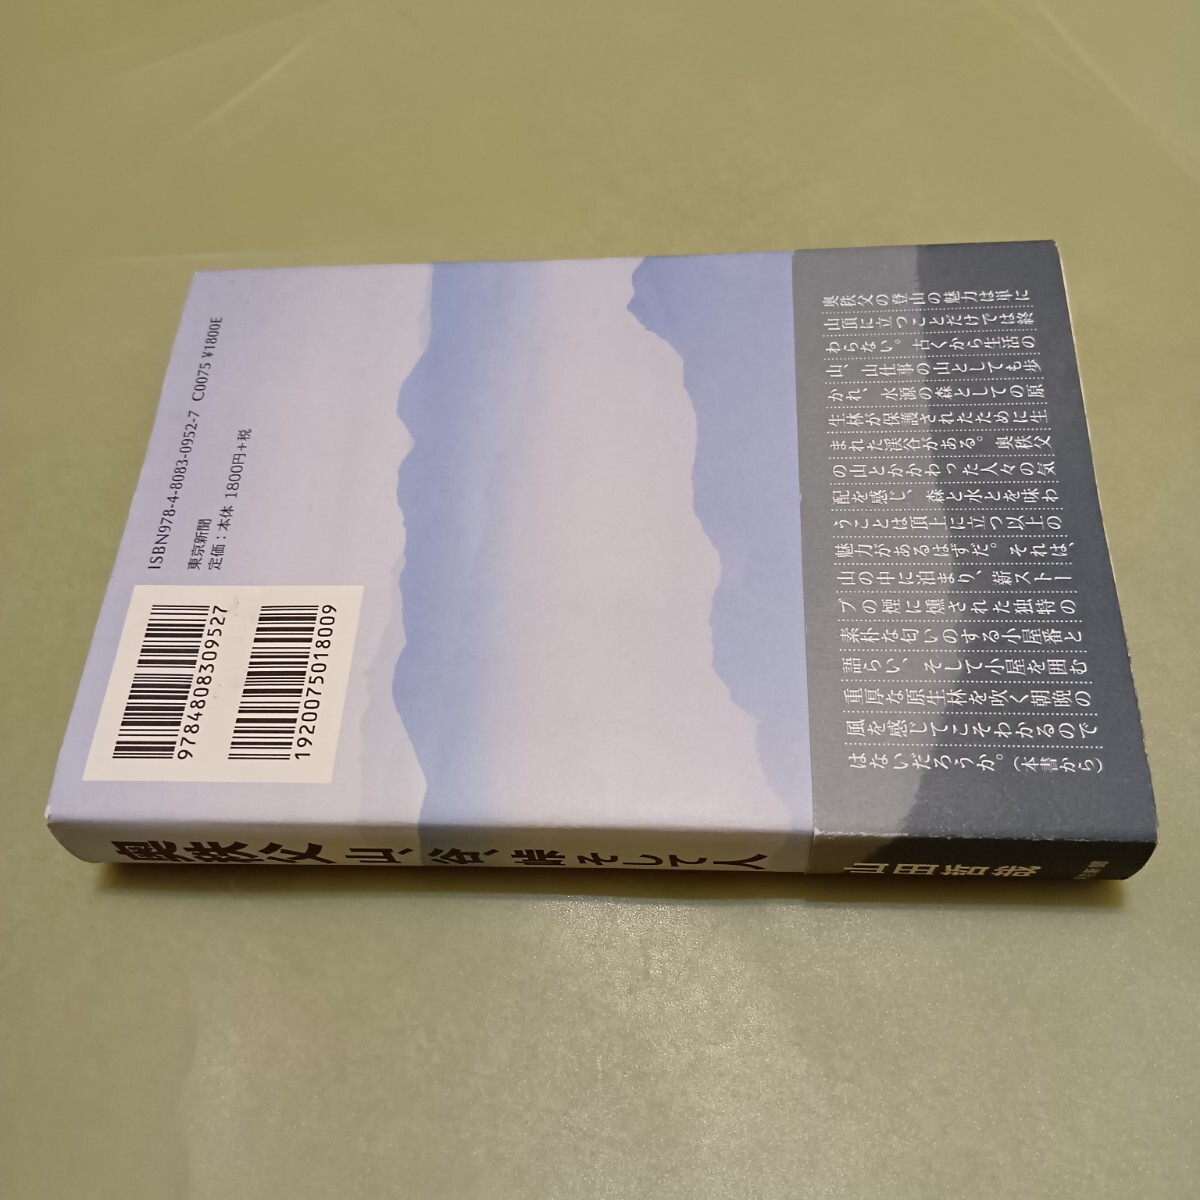 ISBN978-4-8083-0952-7 C0075 ¥1800E
東京新聞
定価：本体 1800円+税
9784808309527
1920075018009
奥秩父の登山の魅力は単に
山頂に立つことだけでは終
わらない。古くから生活の
山、山仕事の山としても歩
かれ、水源の森としての原
生林が保護されたために生
まれた渓谷がある。奥秩父
の山とかかわった人々の気
配を感じ、森と水とを味わ
うことは頂上に立つ以上の
魅力があるはずだ。それは、
山の中に泊まり、薪ストー
ブの煙に燻された独特の
素朴な匂いのする小屋番と
語らい、そして小屋を囲む
重厚な原生林を吹く朝晩の
風を感じてこそわかるので
はないだろうか。（本書から）
奥秩父 山、谷、峠そして人
山田哲哉